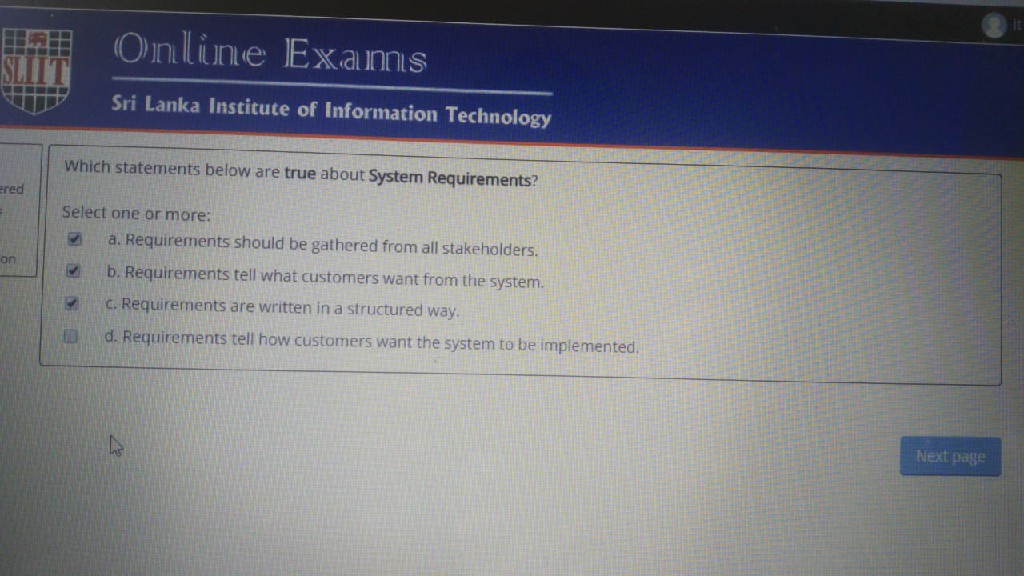 SLIIT
Online Exams
Sri Lanka Institute of Information Technology
ered
on
Which statements below are true about System Requirements?
Select one or more:
a. Requirements should be gathered from all stakeholders.
b. Requirements tell what customers want from the system.
c. Requirements are written in a structured way.
d. Requirements tell how customers want the system to be implemented.
Next page